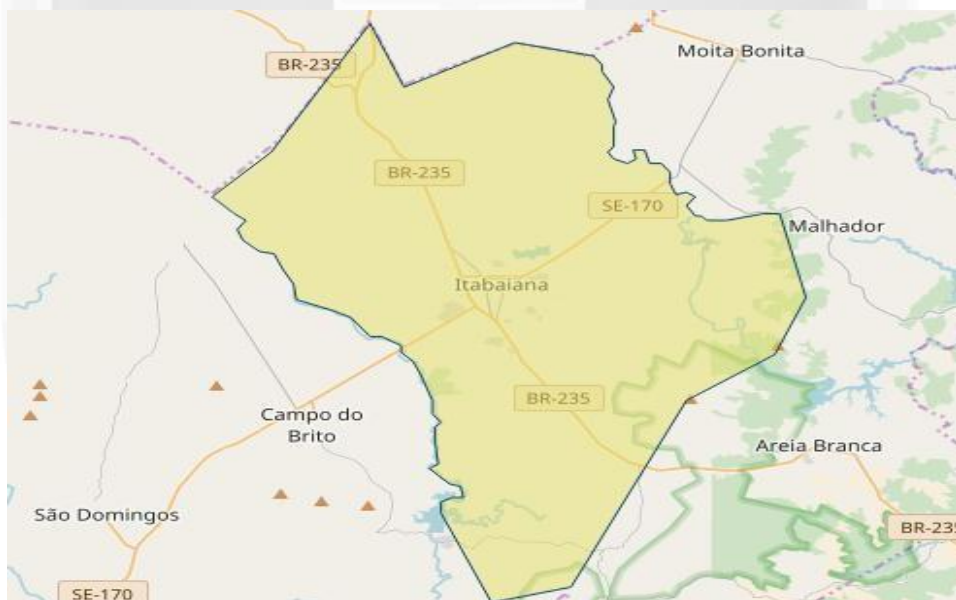 Moita Bonita
BR-235
BR-235
SE-170
Malhador
Itabaiana
BR-235
Campo do
Brito
Areia Branca
São Domingos
BR-235
SE-170